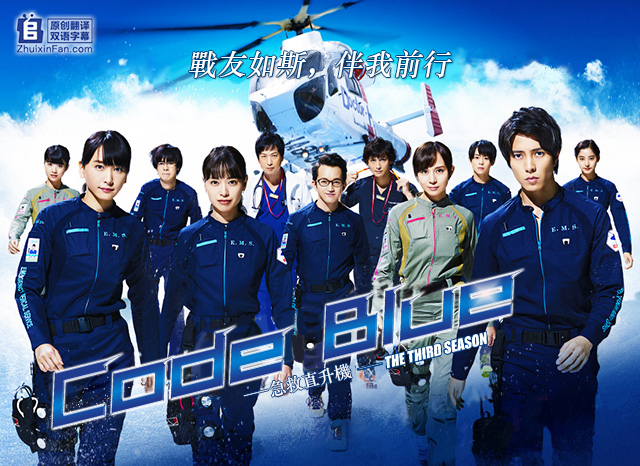 原创翻译
双语字幕
ZhuixinFan.com
戰友如斯，伴我前行
Doctor
E. M. S.
E. M. S.
E. M. S.
E. M. S.
E. M. S.
Code Blue
—急救直升機—
THE THIRD SEASON